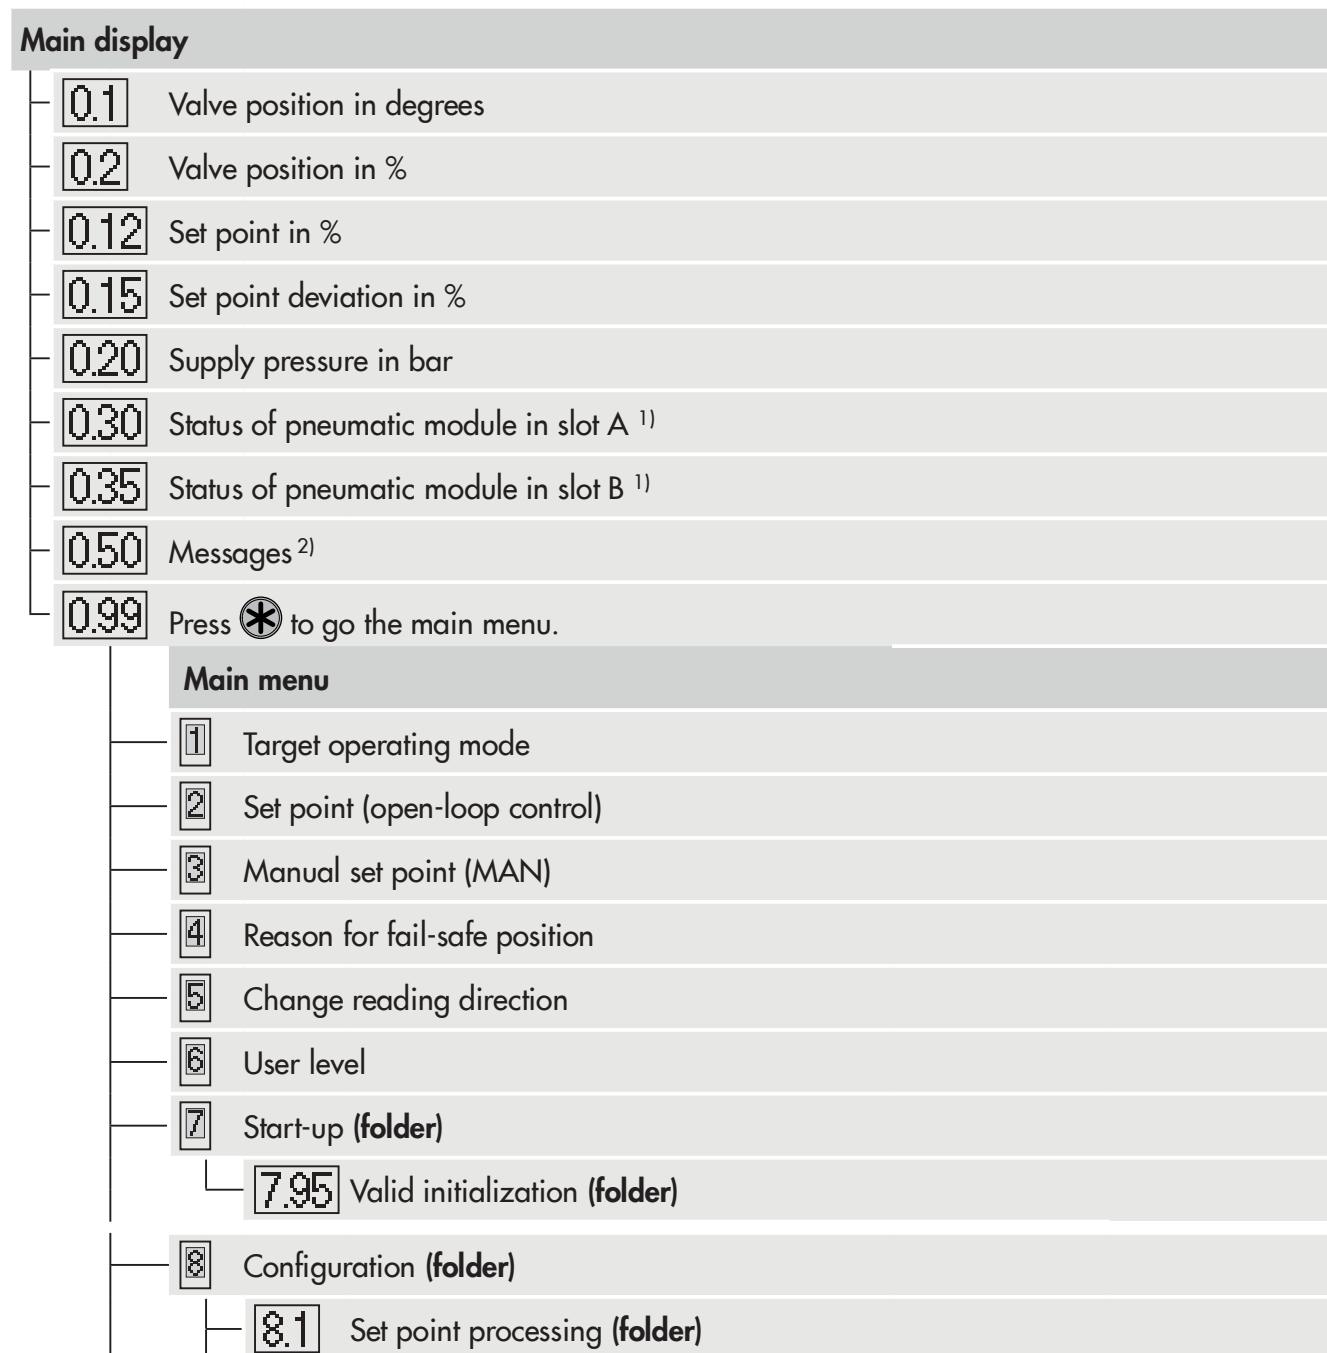 Main display
0.1 Valve position in degrees
0.2 Valve position in %
0.12 Set point in %
0.15 Set point deviation in %
0.20 Supply pressure in bar
0.30 Status of pneumatic module in slot A 1)
0.35 Status of pneumatic module in slot B 1)
0.50 Messages 2)
0.99 Press * to go the main menu.
Main menu
1 Target operating mode
2 Set point (open-loop control)
3 Manual set point (MAN)
4 Reason for fail-safe position
5 Change reading direction
6 User level
7 Start-up (folder)
7.95 Valid initialization (folder)
8 Configuration (folder)
8.1 Set point processing (folder)